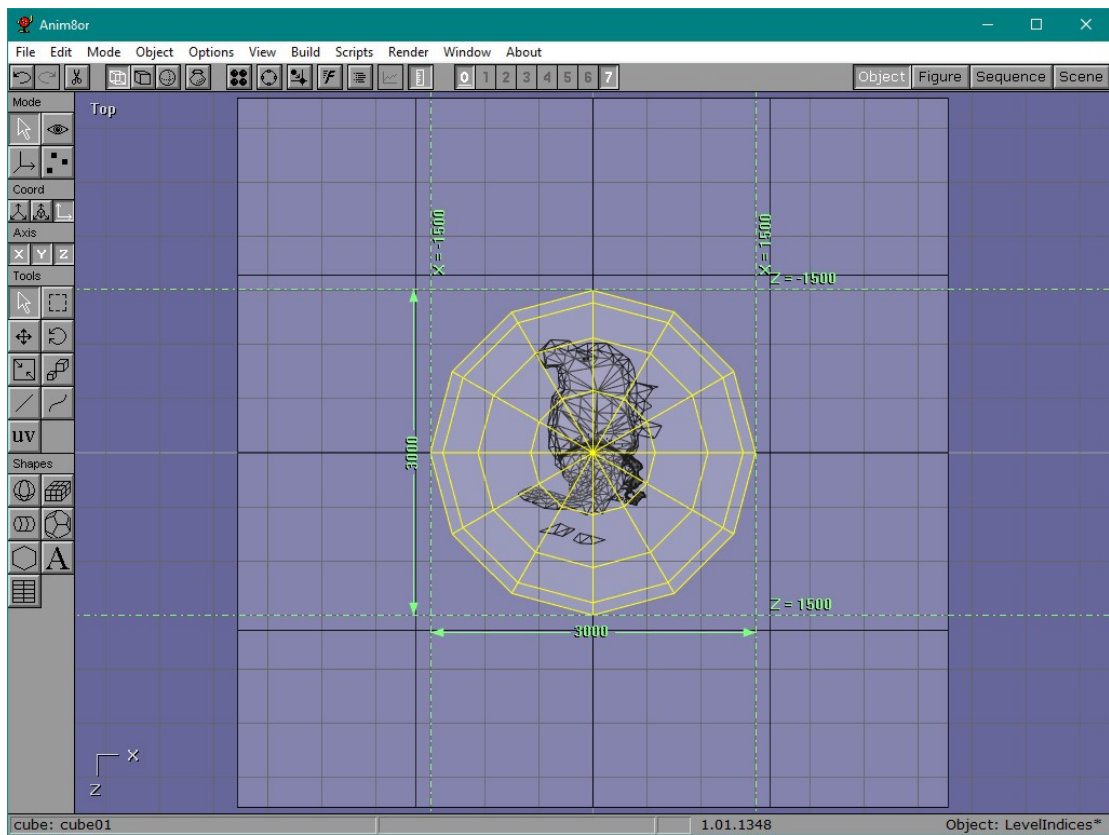 Anim8or
File Edit Mode Object Options View Build Scripts Render Window About
0 1 2 3 4 5 6 7 Object Figure Sequence Scene
Mode
Top
Coord
Axis
X Y Z
Tools
X = -1500
X = 1500
Z = -1500
uv
Shapes
3000
A
Z = 1500
3000
X
Z
cube: cube01 1.01.1348 Object: LevelIndices*